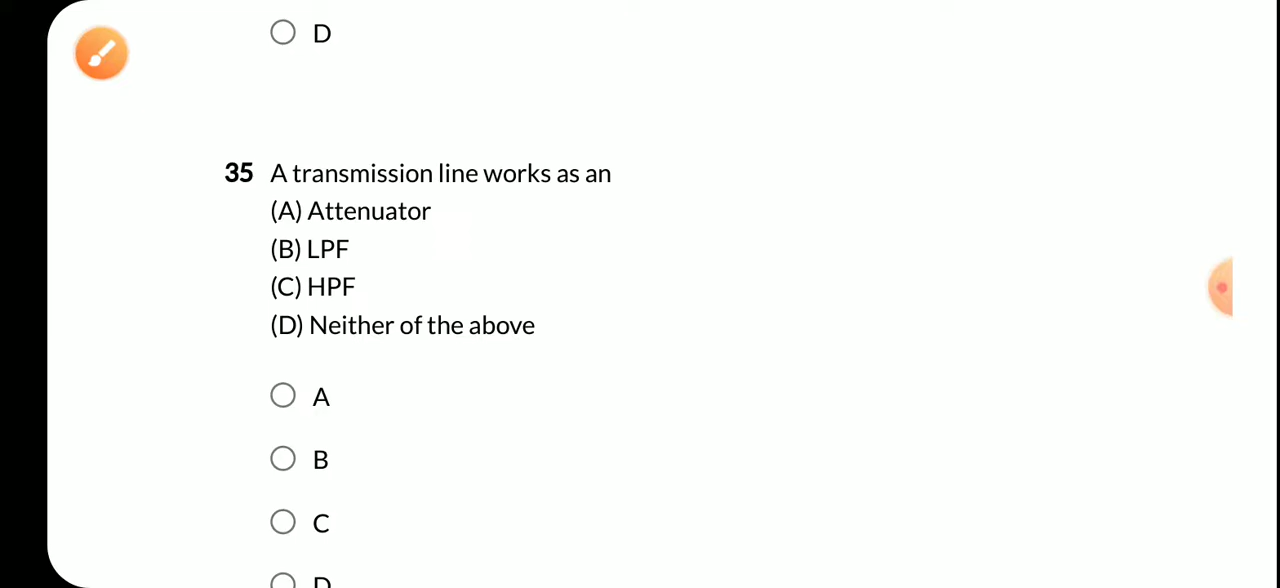 D
35 A transmission line works as an
(A) Attenuator
(B) LPF
(C) HPF
(D) Neither of the above
A
B
C
D